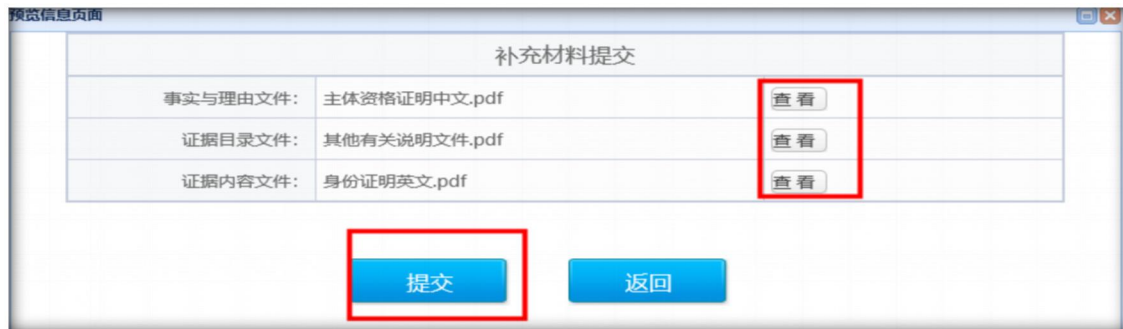 预览信息页面
补充材料提交
事实与理由文件： 主体资格证明中文.pdf 查看
证据目录文件： 其他有关说明文件.pdf 查看
证据内容文件： 身份证明英文.pdf 查看
提交 返回